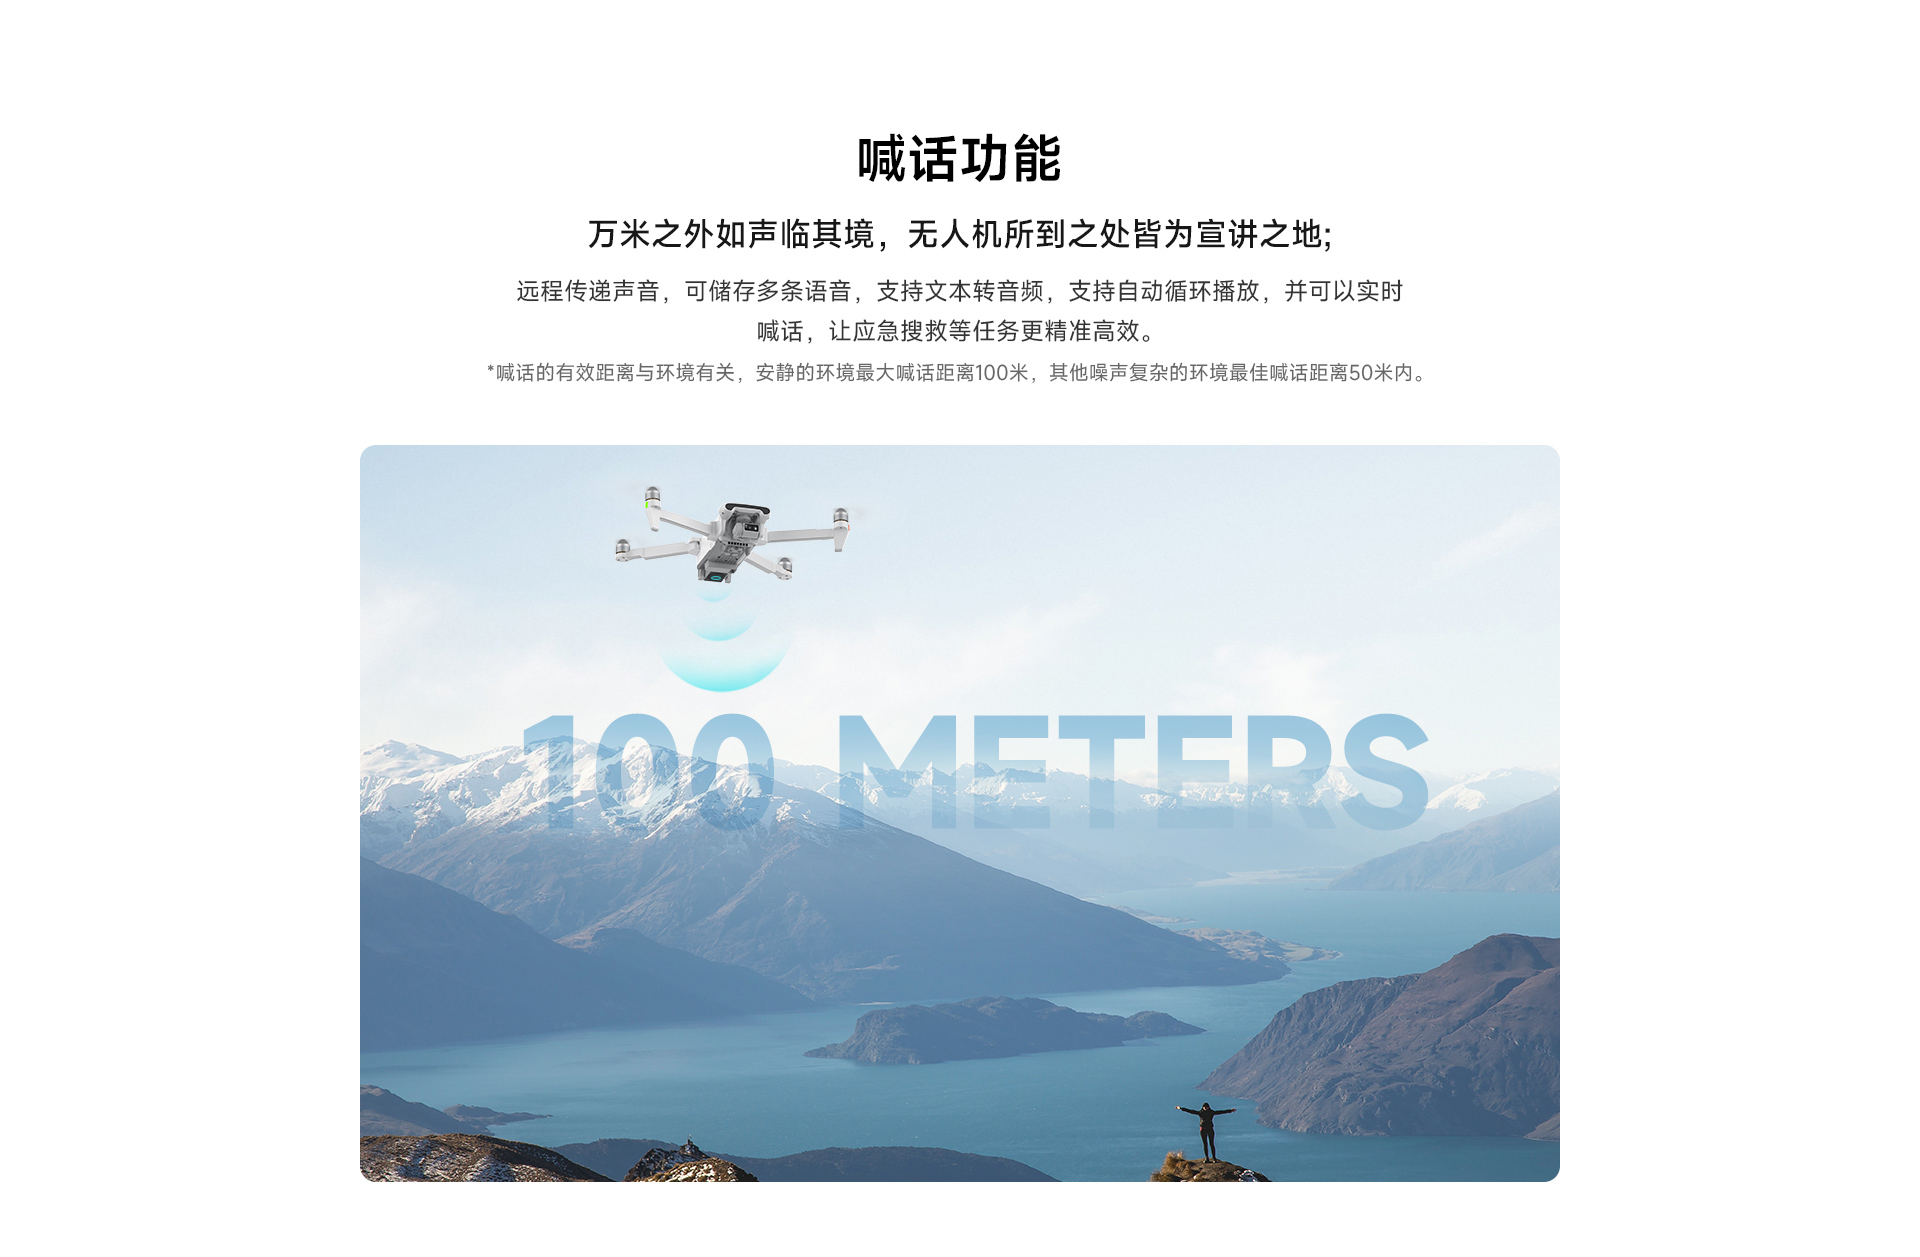 喊话功能
万米之外如声临其境，无人机所到之处皆为宣讲之地;
远程传递声音，可储存多条语音，支持文本转音频，支持自动循环播放，并可以实时
喊话，让应急搜救等任务更精准高效。
*喊话的有效距离与环境有关，安静的环境最大喊话距离100米，其他噪声复杂的环境最佳喊话距离50米内。
100 METERS